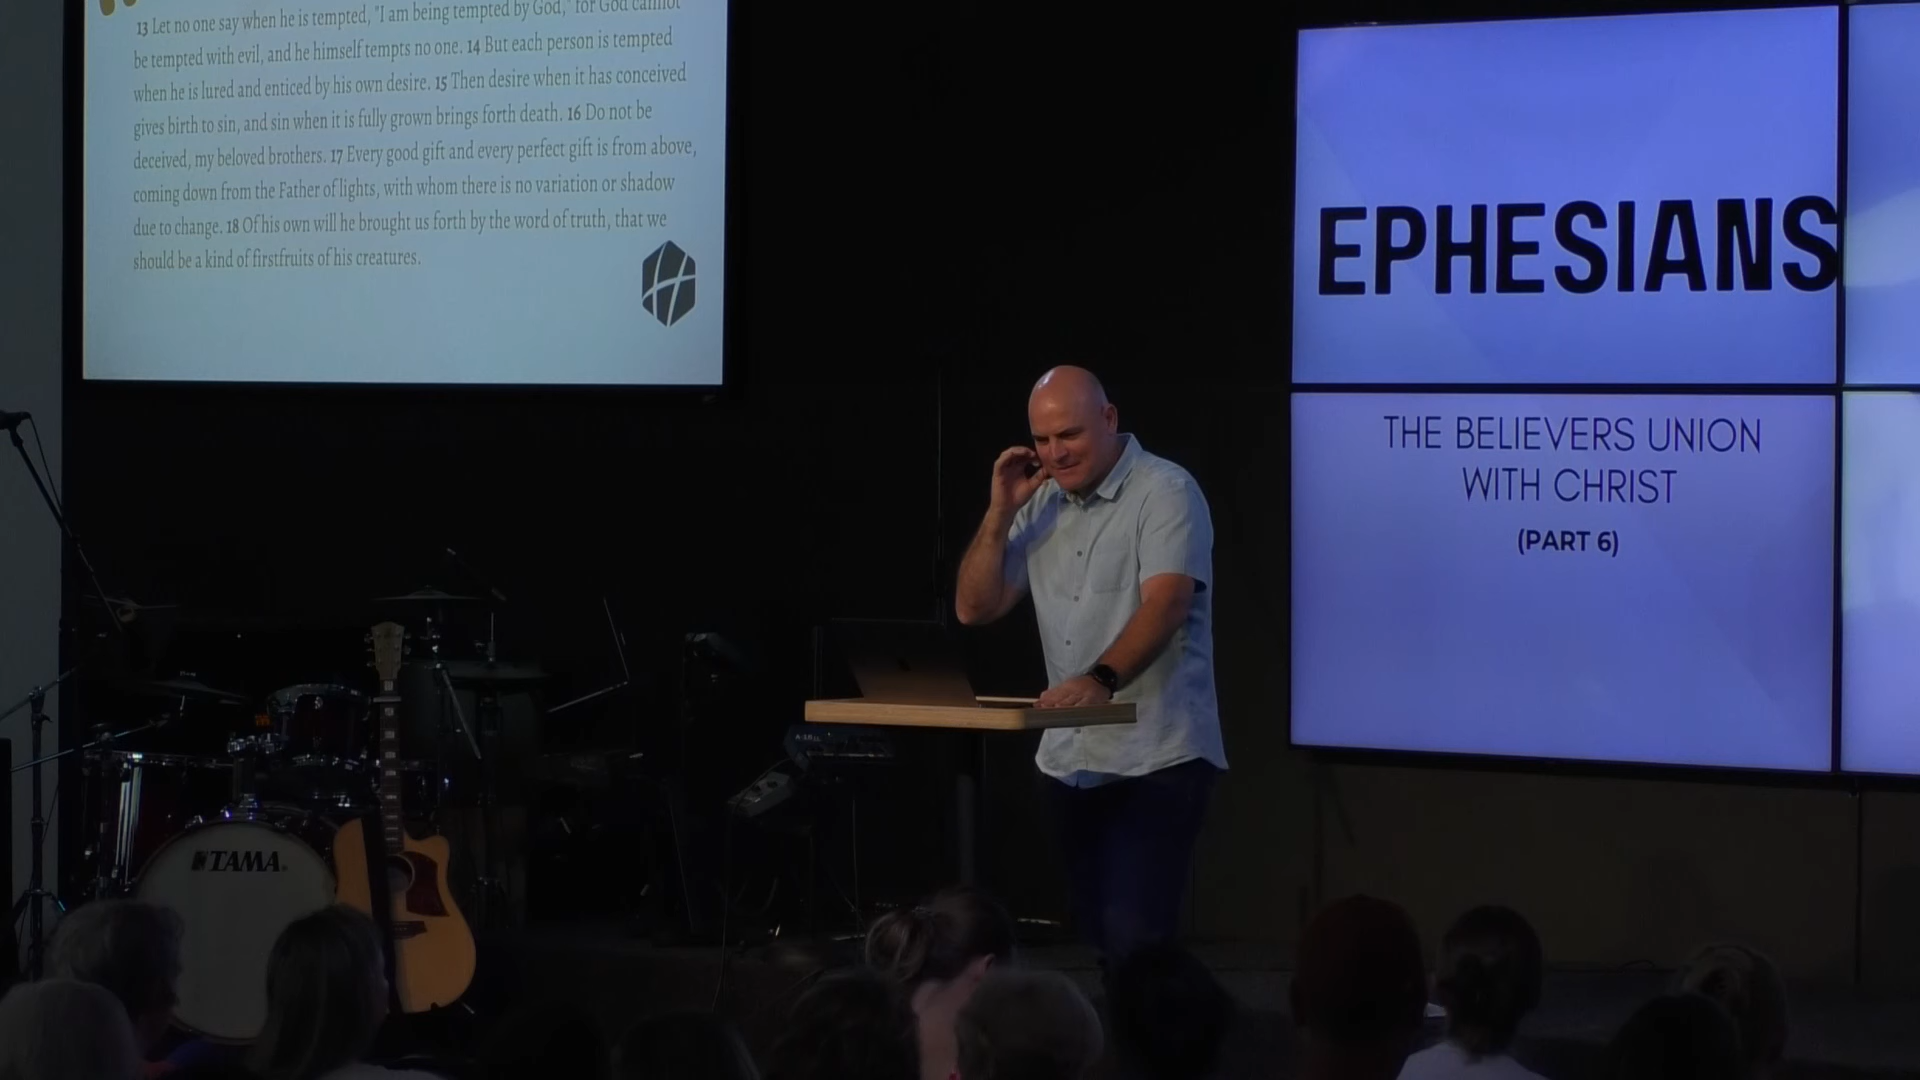 13 Let no one say when he is tempted, "I am being tempted by God," for God cannot
be tempted with evil, and he himself tempts no one. 14 But each person is tempted
when he is lured and enticed by his own desire. 15 Then desire when it has conceived
gives birth to sin, and sin when it is fully grown brings forth death. 16 Do not be
deceived, my beloved brothers. 17 Every good gift and every perfect gift is from above,
coming down from the Father of lights, with whom there is no variation or shadow
due to change. 18 Of his own will he brought us forth by the word of truth, that we
should be a kind of firstfruits of his creatures.
EPHESIANS
THE BELIEVERS UNION
WITH CHRIST
(PART 6)
TAMA